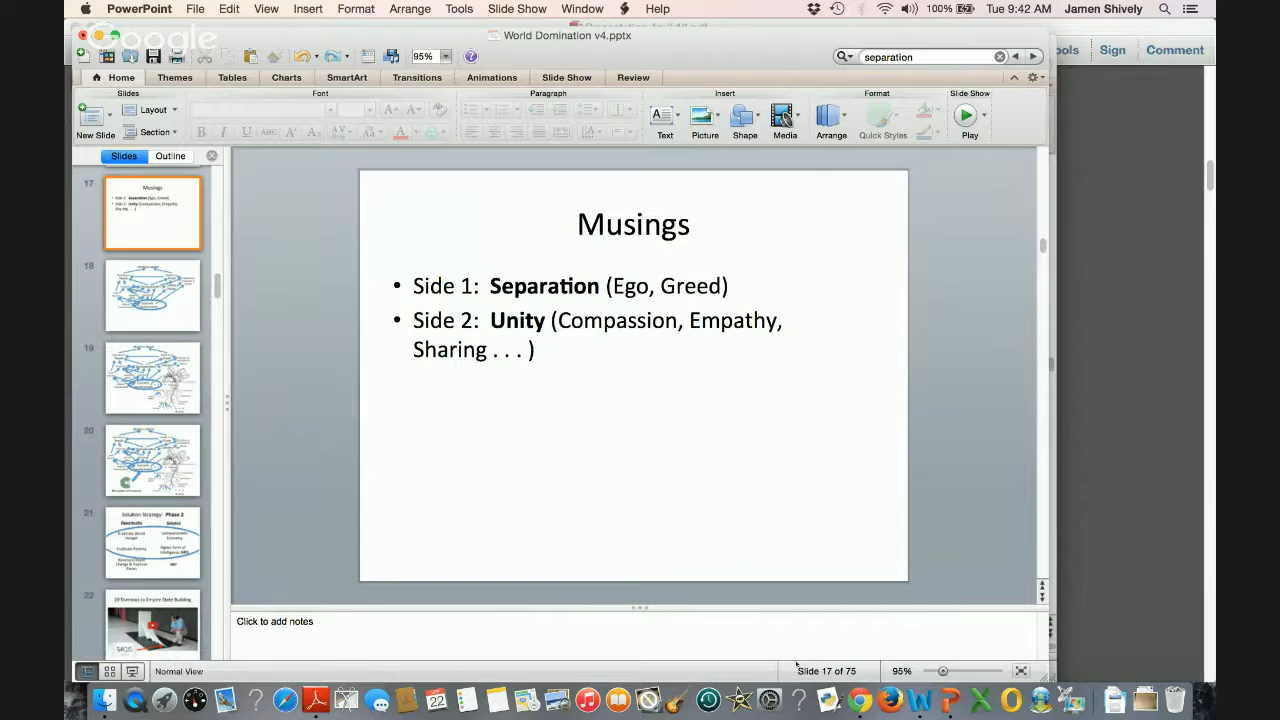 PowerPoint File Edit View Insert Format Arrange Tools Slide Show Window Help 100% Tue 9:42 AM Jamen Shively
Google
World Domination v4.pptx
95% separation
ools Sign Comment
Home Themes Tables Charts SmartArt Transitions Animations Slide Show Review
Slides Font Paragraph Insert Format Slide Show
New Slide Layout Section Text Picture Shape Media Arrange Quick Styles Play
Slides Outline
17
Musings
Side 1: Separation (Ego, Greed)
Side 2: Unity (Compassion, Empathy,
Sharing . . . )
18
19
20
21
Solution Strategy: Phase 2
22
29 Dominos to Empire State Building
Musings
• Side 1: Separation (Ego, Greed)
• Side 2: Unity (Compassion, Empathy,
Sharing . . . )
Click to add notes
Normal View Slide 17 of 75 95%
22